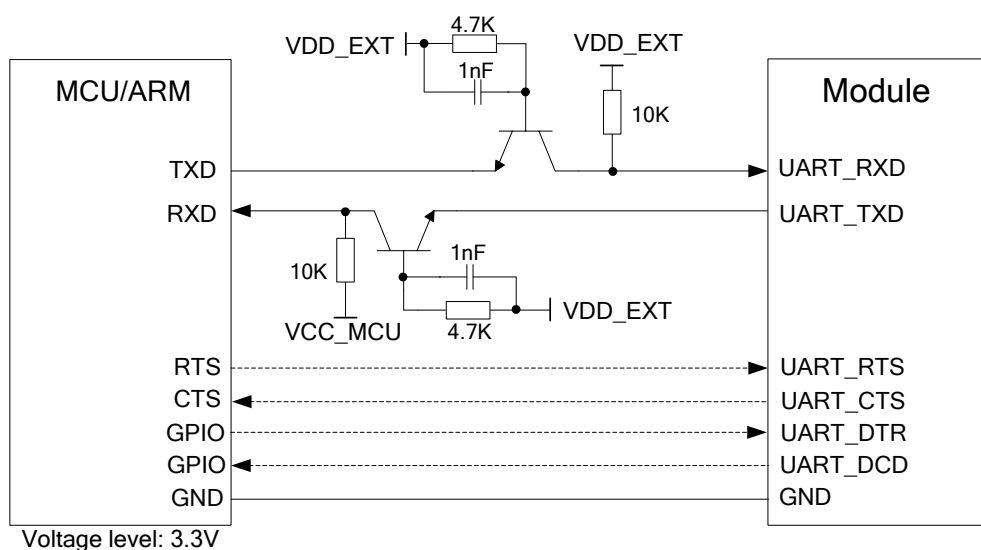 4.7K
VDD_EXT
VDD_EXT
1nF
MCU/ARM
Module
10K
TXD
UART_RXD
RXD
UART_TXD
1nF
10K
VDD_EXT
VCC_MCU
4.7K
RTS
UART_RTS
CTS
UART_CTS
GPIO
UART_DTR
GPIO
UART_DCD
GND
GND
Voltage level: 3.3V